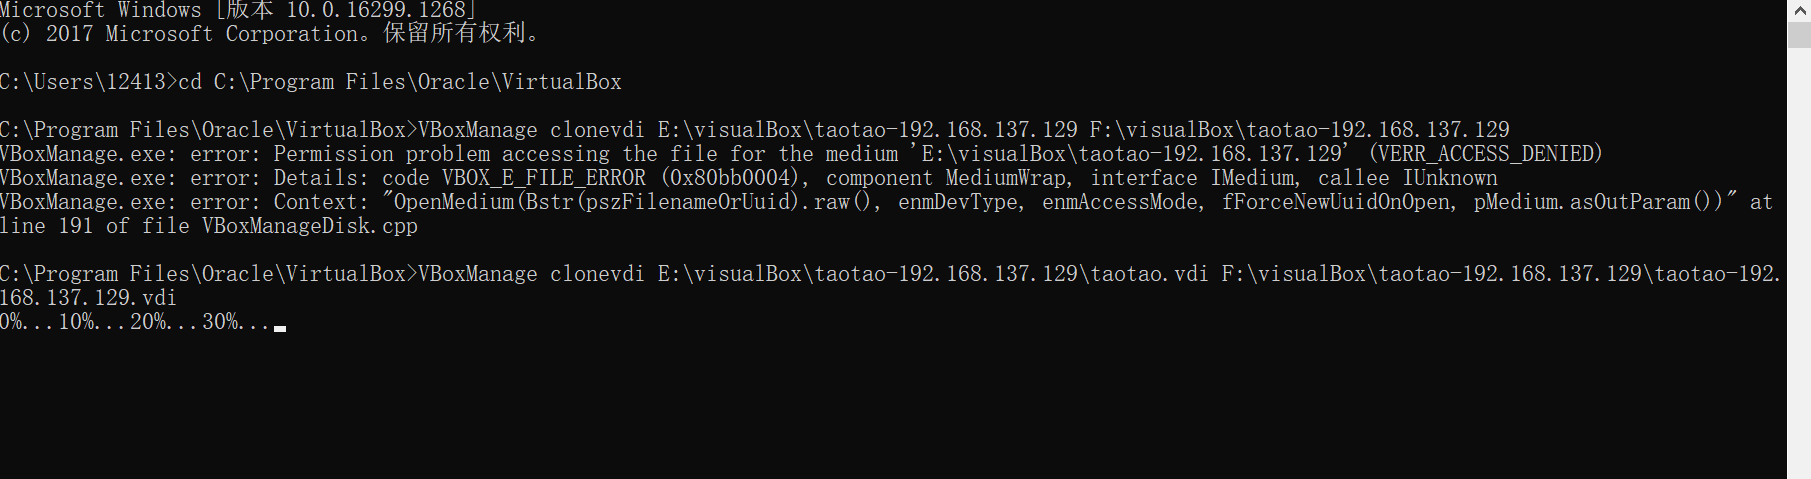 Microsoft Windows [版本 10.0.16299.1268]
(c) 2017 Microsoft Corporation。保留所有权利。
C:\Users\12413>cd C:\Program Files\Oracle\VirtualBox
C:\Program Files\Oracle\VirtualBox>VBoxManage clonevdi E:\visualBox\taotao-192.168.137.129 F:\visualBox\taotao-192.168.137.129
VBoxManage.exe: error: Permission problem accessing the file for the medium 'E:\visualBox\taotao-192.168.137.129' (VERR_ACCESS_DENIED)
VBoxManage.exe: error: Details: code VBOX_E_FILE_ERROR (0x80bb0004), component MediumWrap, interface IMedium, callee IUnknown
VBoxManage.exe: error: Context: "OpenMedium(Bstr(pszFilenameOrUuid).raw(), enmDevType, enmAccessMode, fForceNewUuidOnOpen, pMedium.asOutParam())" at
line 191 of file VBoxManageDisk.cpp
C:\Program Files\Oracle\VirtualBox>VBoxManage clonevdi E:\visualBox\taotao-192.168.137.129\taotao.vdi F:\visualBox\taotao-192.168.137.129\taotao-192.
168.137.129.vdi
0%...10%...20%...30%...